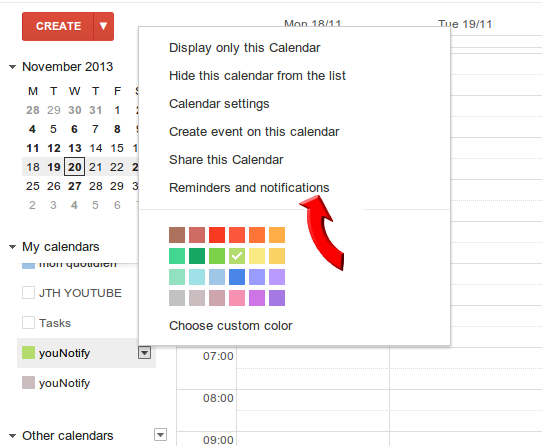 CREATE
Mon 18/11 Tue 19/11
Display only this Calendar
Hide this calendar from the list
Calendar settings
Create event on this calendar
Share this Calendar
Reminders and notifications
Choose custom color
November 2013
M T W T F S
28 29 30 31 1 2
4 5 6 7 8
11 12 13 14 15 1
18 19 20 21 22 2
25 26 27 28 29 3
2 3 4 5 6
My calendars
mon quotidien
JTH YOUTUBE
Tasks
youNotify
youNotify
Other calendars
07:00
08:00
09:00